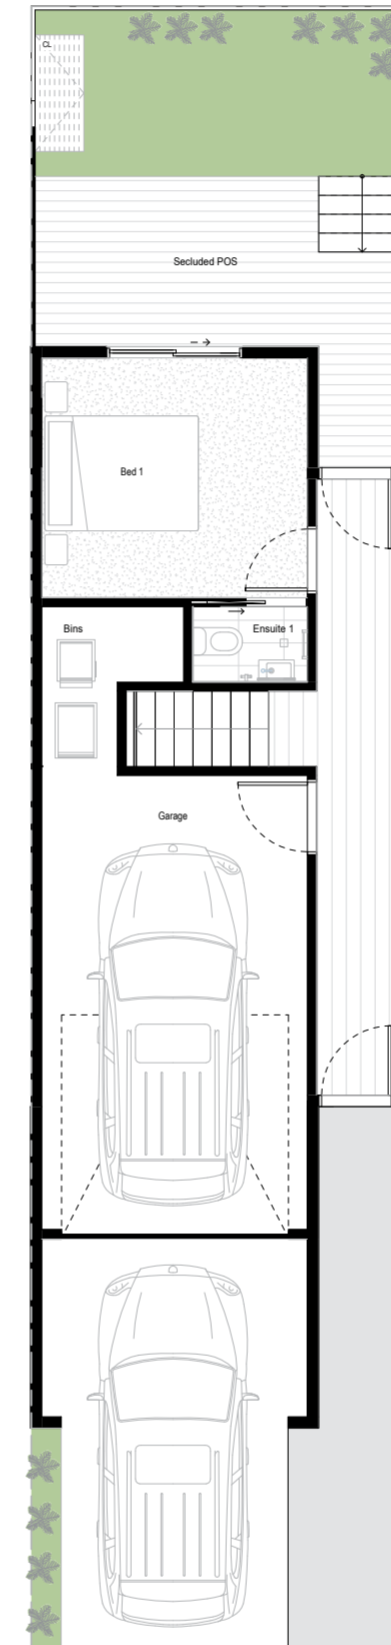 CL
Secluded POS
Bed 1
Bins
Ensuite 1
Garage